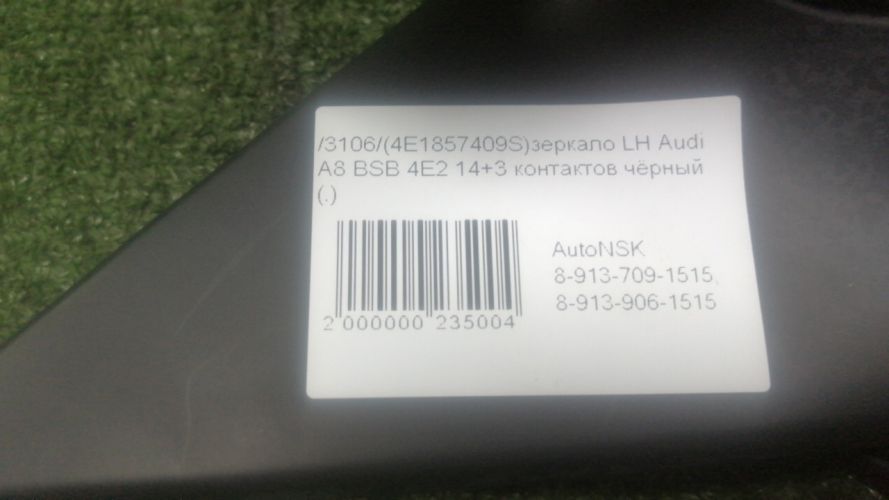 /3106/(4E1857409S)зеркало LH Audi
A8 BSB 4E2 14+3 контактов чёрный
(.)
AutoNSK
8-913-709-1515,
8-913-906-1515
2 000000 235004